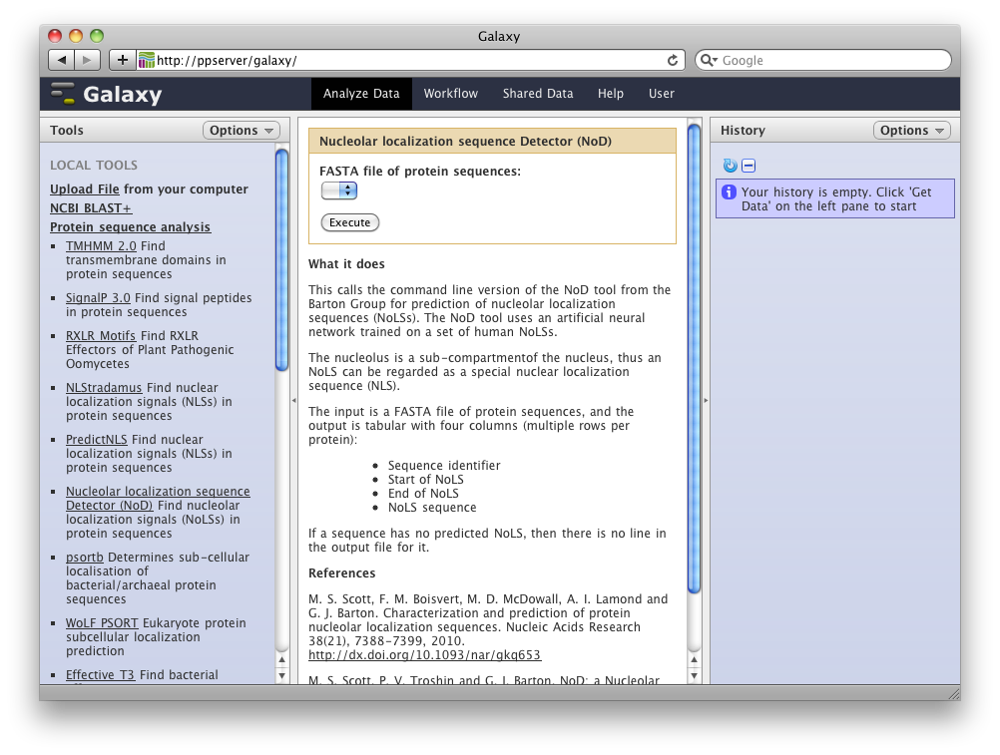 Galaxy
http://ppserver/galaxy/
Google
Galaxy
Analyze Data
Workflow
Shared Data
Help
User
Tools
Options
LOCAL TOOLS
Upload File from your computer
NCBI BLAST+
Protein sequence analysis
TMHMM 2.0 Find
transmembrane domains in
protein sequences
SignalP 3.0 Find signal peptides
in protein sequences
RXLR Motifs Find RXLR
Effectors of Plant Pathogenic
Oomycetes
NLStradamus Find nuclear
localization signals (NLSs) in
protein sequences
PredictNLS Find nuclear
localization signals (NLSs) in
protein sequences
Nucleolar localization sequence
Detector (NoD) Find nucleolar
localization signals (NoLSs) in
protein sequences
psortb Determines sub-cellular
localisation of
bacterial/archaeal protein
sequences
WoLF PSORT Eukaryote protein
subcellular localization
prediction
Effective T3 Find bacterial
Nucleolar localization sequence Detector (NoD)
FASTA file of protein sequences:
Execute
What it does
This calls the command line version of the NoD tool from the
Barton Group for prediction of nucleolar localization
sequences (NoLSs). The NoD tool uses an artificial neural
network trained on a set of human NoLSs.
The nucleolus is a sub-compartmentof the nucleus, thus an
NoLS can be regarded as a special nuclear localization
sequence (NLS).
The input is a FASTA file of protein sequences, and the
output is tabular with four columns (multiple rows per
protein):
Sequence identifier
Start of NoLS
End of NoLS
NoLS sequence
If a sequence has no predicted NoLS, then there is no line in
the output file for it.
References
M. S. Scott, F. M. Boisvert, M. D. McDowall, A. I. Lamond and
G. J. Barton. Characterization and prediction of protein
nucleolar localization sequences. Nucleic Acids Research
38(21), 7388-7399, 2010.
http://dx.doi.org/10.1093/nar/gkq653
M. S. Scott, P. V. Troshin and G. J. Barton. NoD: a Nucleolar
History
Options
Your history is empty. Click 'Get
Data' on the left pane to start